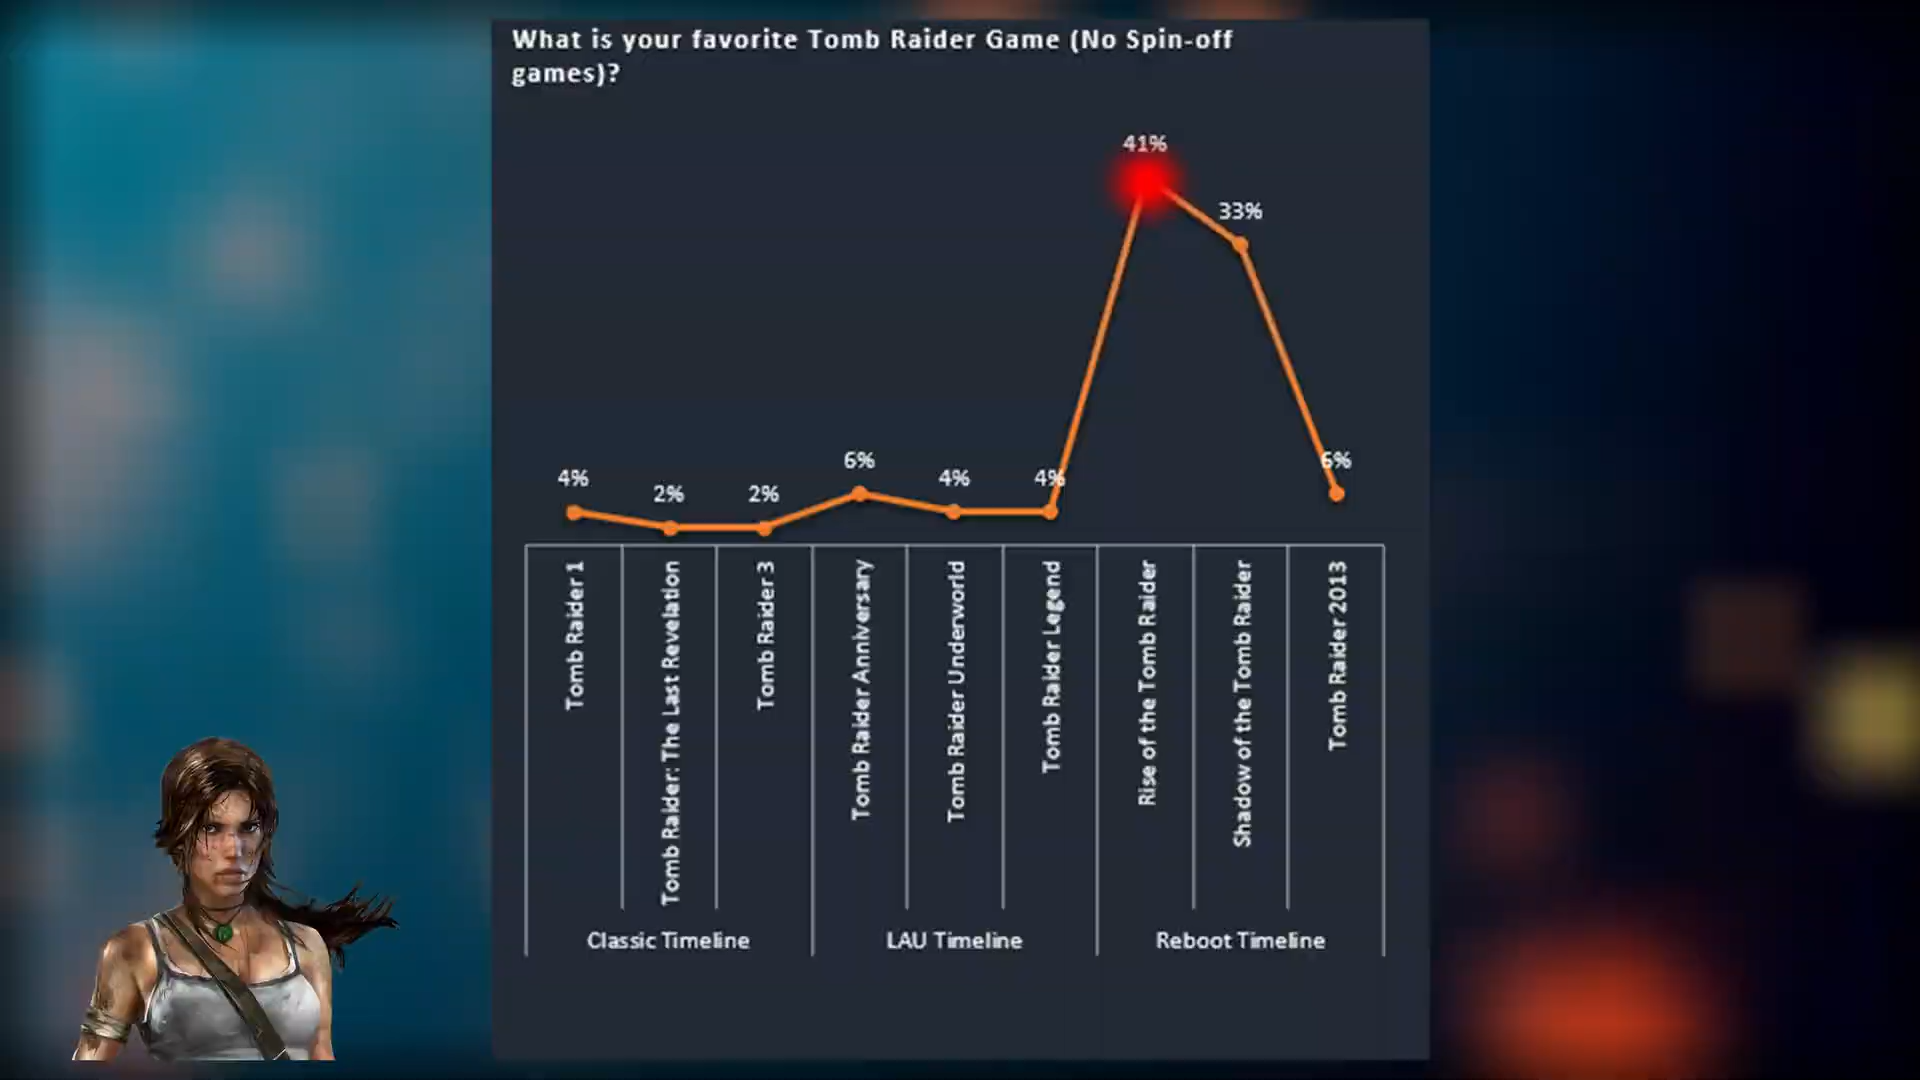 What is your favorite Tomb Raider Game (No Spin-off
games)?
41%
33%
6%
6%
4%
4%
4%
2%
2%
Tomb Raider 1
Tomb Raider: The Last Revelation
Tomb Raider 3
Tomb Raider Anniversary
Tomb Raider Underworld
Tomb Raider Legend
Rise of the Tomb Raider
Shadow of the Tomb Raider
Tomb Raider 2013
Classic Timeline
LAU Timeline
Reboot Timeline